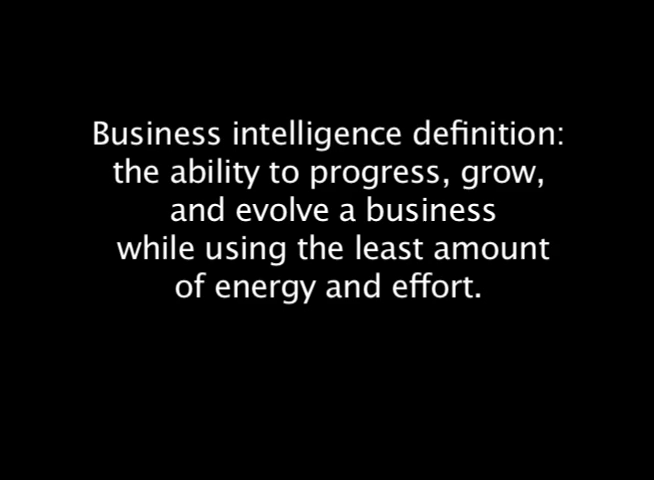 Business intelligence definition:
the ability to progress, grow,
and evolve a business
while using the least amount
of energy and effort.